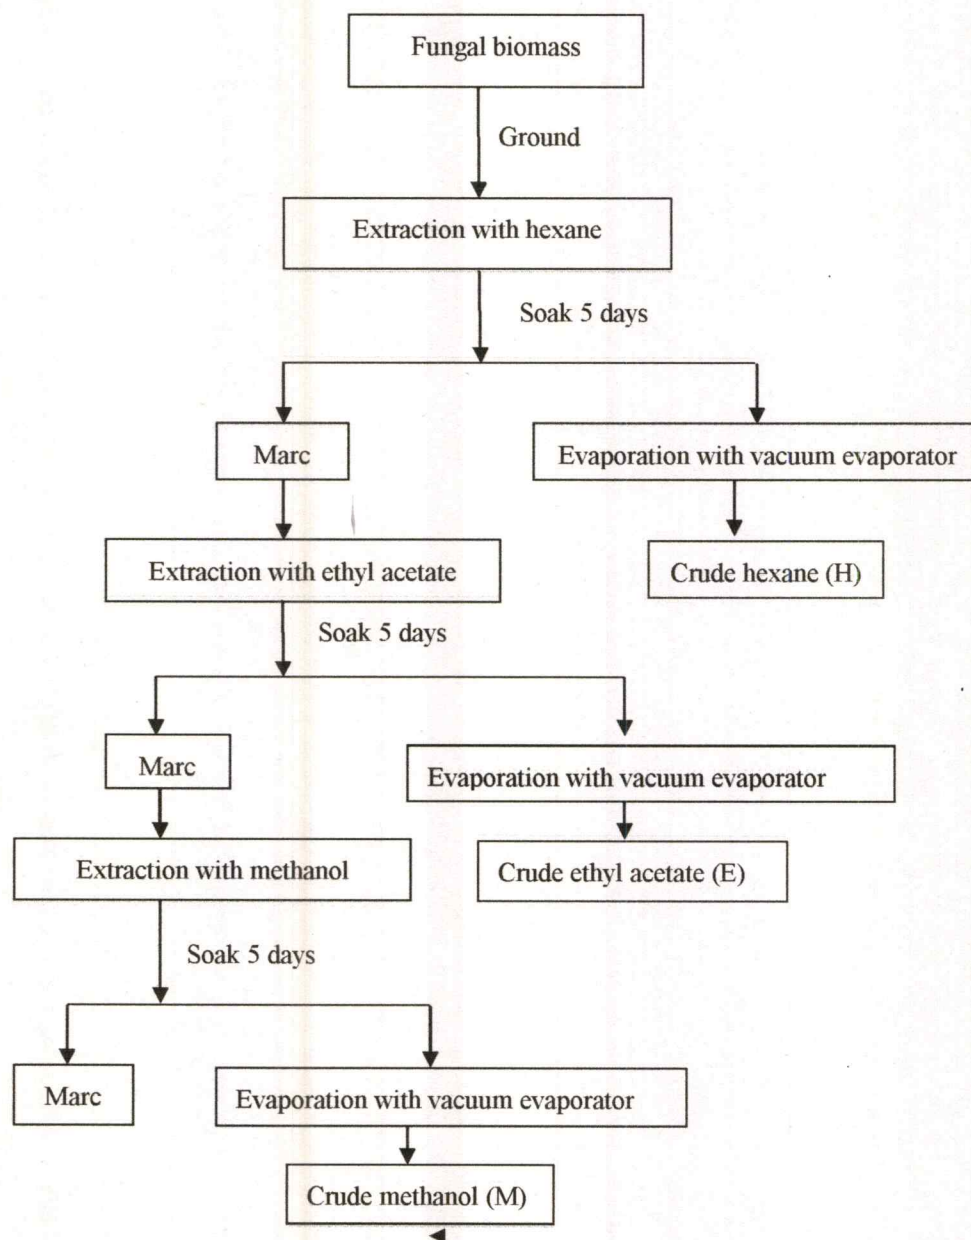 Fungal biomass
Ground
Extraction with hexane
Soak 5 days
Marc
Evaporation with vacuum evaporator
Extraction with ethyl acetate
Crude hexane (H)
Soak 5 days
Marc
Evaporation with vacuum evaporator
Extraction with methanol
Crude ethyl acetate (E)
Soak 5 days
Marc
Evaporation with vacuum evaporator
Crude methanol (M)